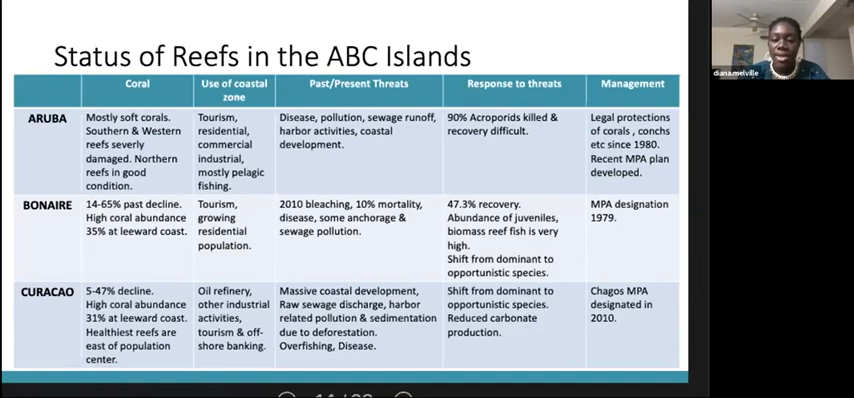 Status of Reefs in the ABC Islands
Coral
Use of coastal
zone
Past/Present Threats
Response to threats
Management
ARUBA
Mostly soft corals.
Southern & Western
reefs severly
damaged. Northern
reefs in good
condition.
Tourism,
residential,
commercial
industrial,
mostly pelagic
fishing.
Disease, pollution, sewage runoff,
harbor activities, coastal
development.
90% Acroporids killed &
recovery difficult.
Legal protections
of corals , conchs
etc since 1980.
Recent MPA plan
developed.
BONAIRE
14-65% past decline.
High coral abundance
35% at leeward coast.
Tourism,
growing
residential
population.
2010 bleaching, 10% mortality,
disease, some anchorage &
sewage pollution.
47.3% recovery.
Abundance of juveniles,
biomass reef fish is very
high.
Shift from dominant to
opportunistic species.
MPA designation
1979.
CURACAO
5-47% decline.
High coral abundance
31% at leeward coast.
Healthiest reefs are
east of population
center.
Oil refinery,
other industrial
activities,
tourism & off-
shore banking.
Massive coastal development,
Raw sewage discharge, harbor
related pollution & sedimentation
due to deforestation.
Overfishing, Disease.
Shift from dominant to
opportunistic species.
Reduced carbonate
production.
Chagos MPA
designated in
2010.
diana.melville